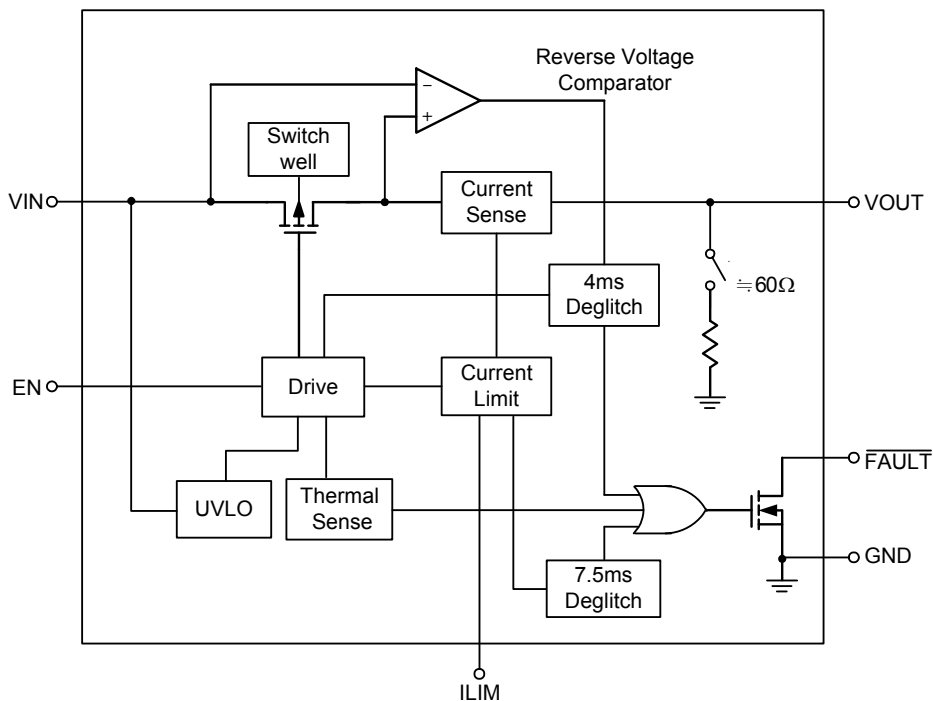 Reverse Voltage
Comparator
−
+
Switch
well
VIN
Current
Sense
VOUT
4ms
Deglitch
≒60Ω
EN
Drive
Current
Limit
FAULT
UVLO
Thermal
Sense
GND
7.5ms
Deglitch
ILIM